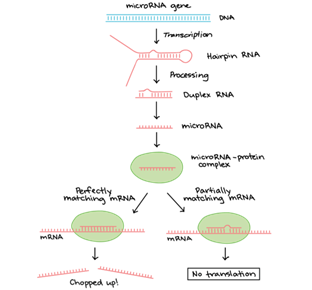 microRNA gene
DNA
Transcription
Hairpin RNA
Processing
Duplex RNA
microRNA
microRNA-protein
complex
Perfectly
matching mRNA
Partially
matching mRNA
mRNA
mRNA
Chopped up!
No translation